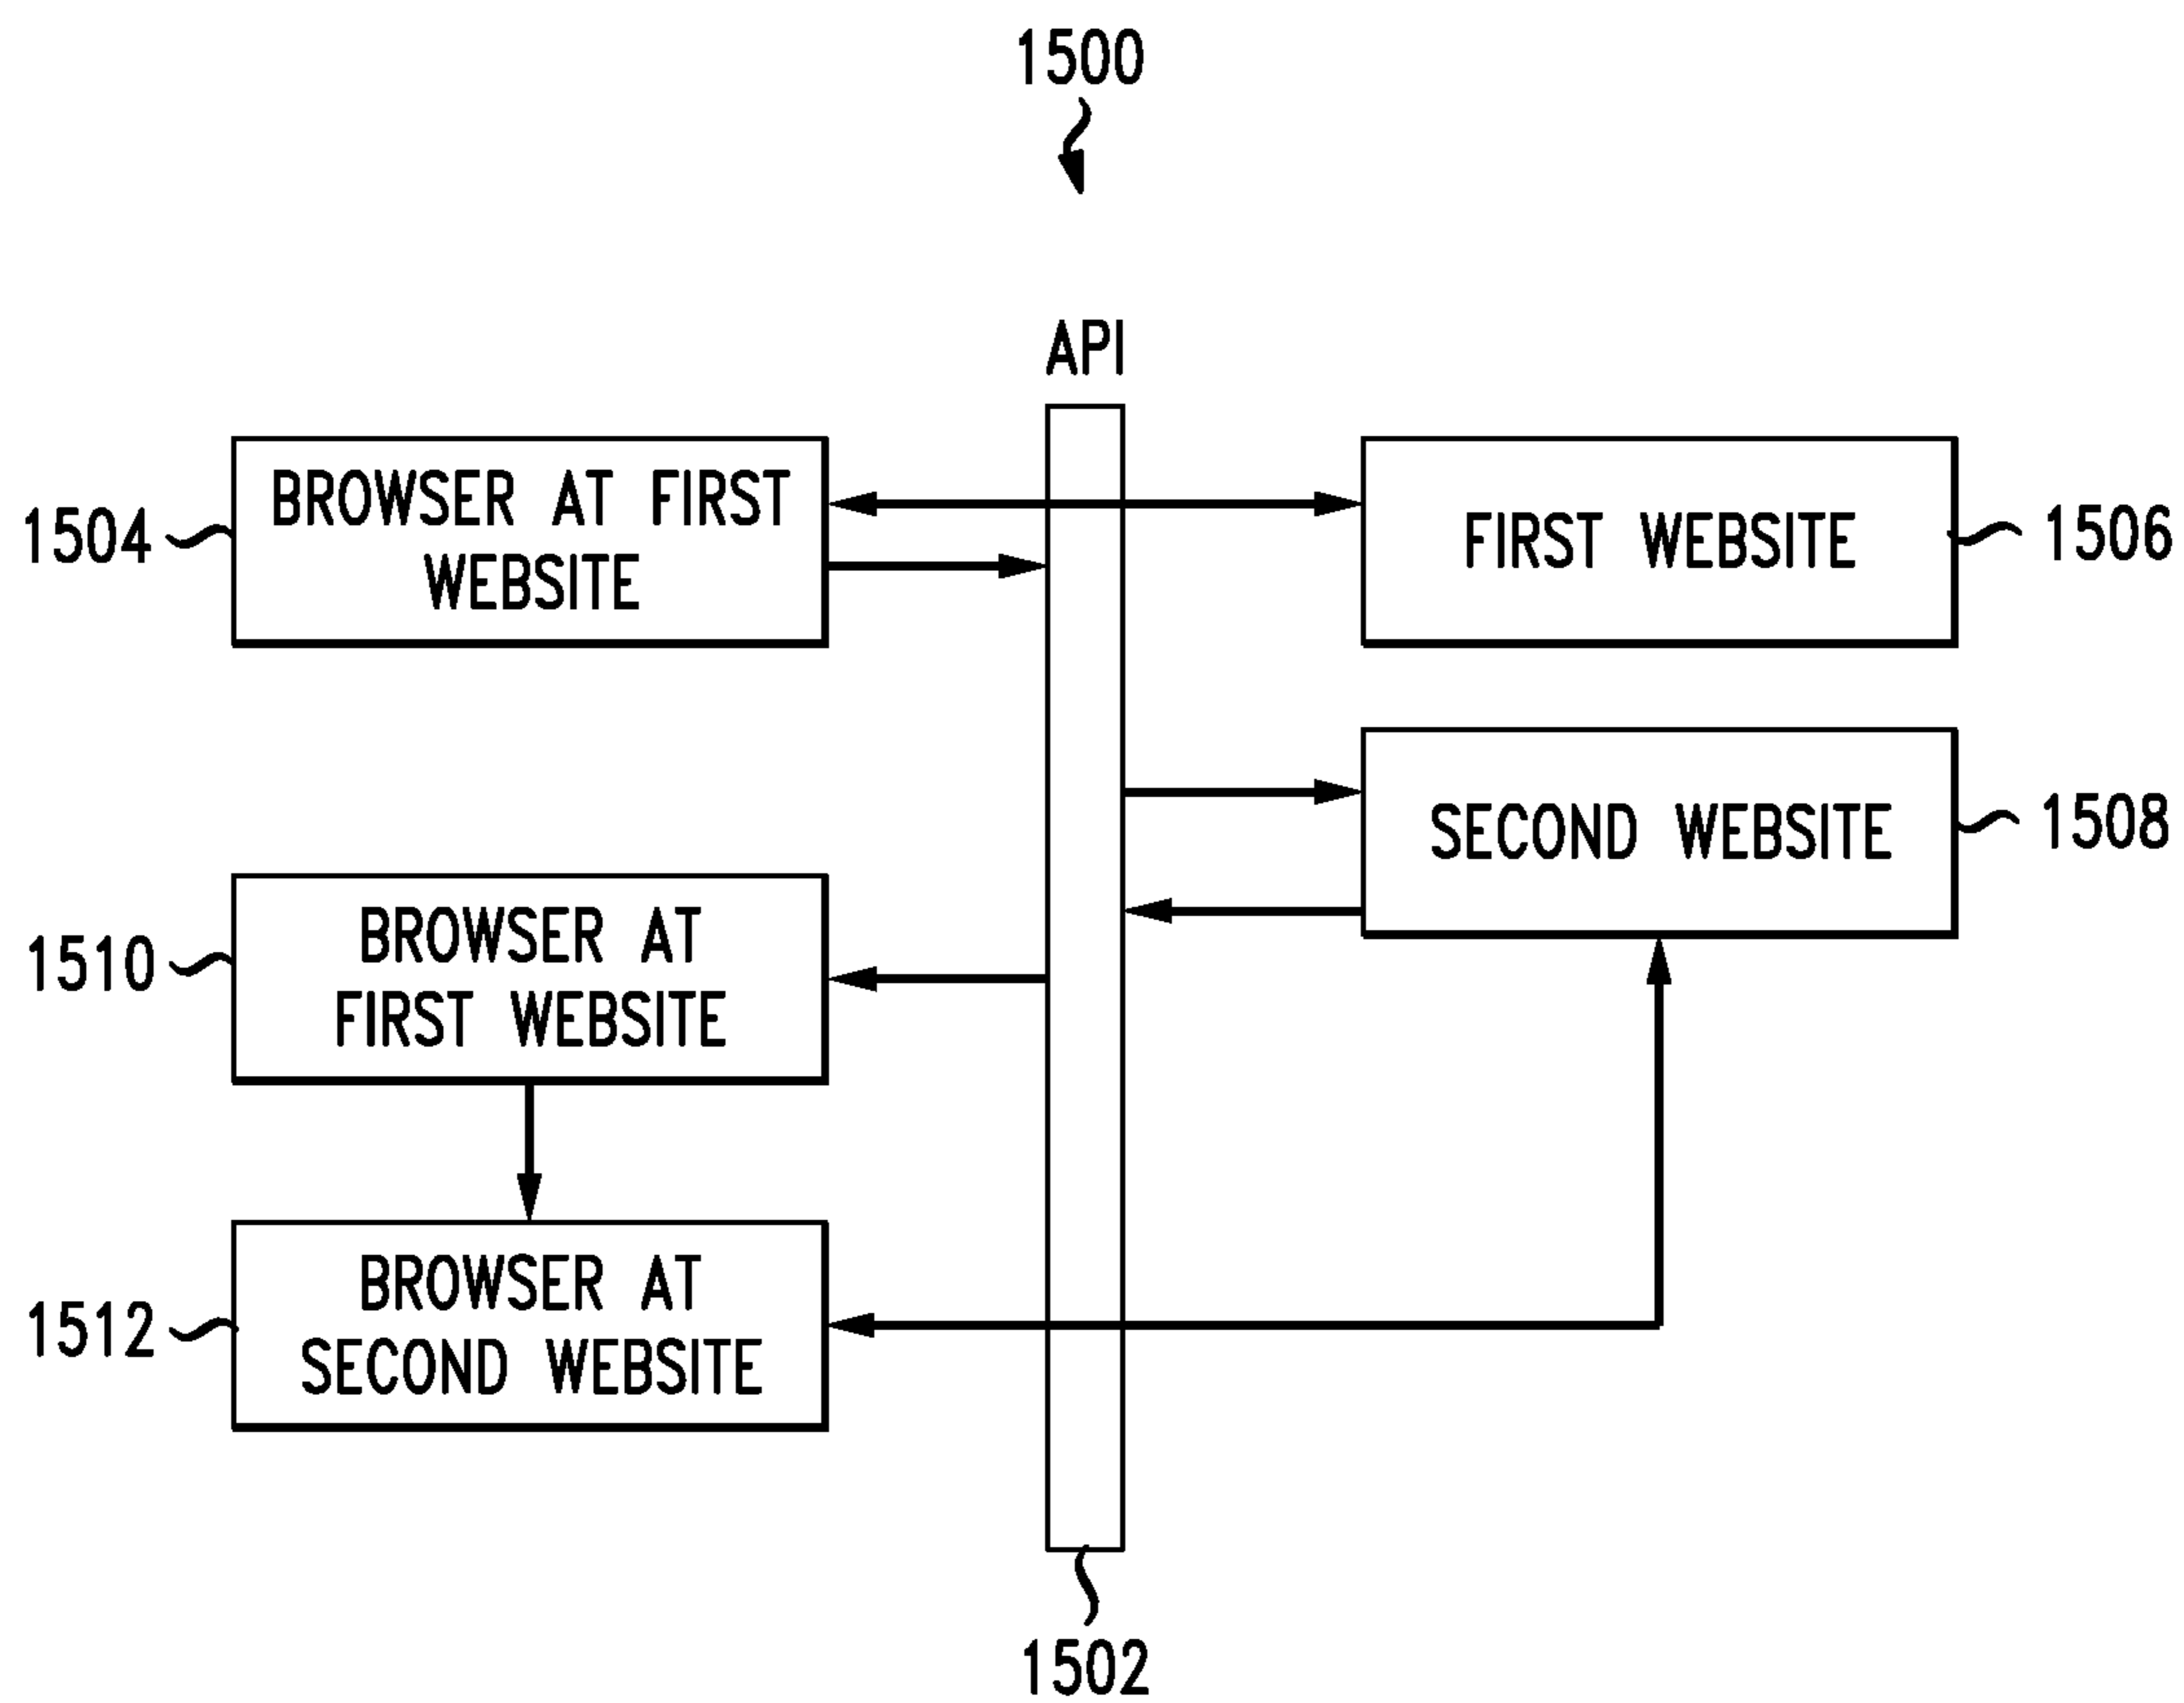 1500
API
BROWSER AT FIRST
WEBSITE
1504
FIRST WEBSITE
1506
SECOND WEBSITE
1508
BROWSER AT
FIRST WEBSITE
1510
BROWSER AT
SECOND WEBSITE
1512
1502